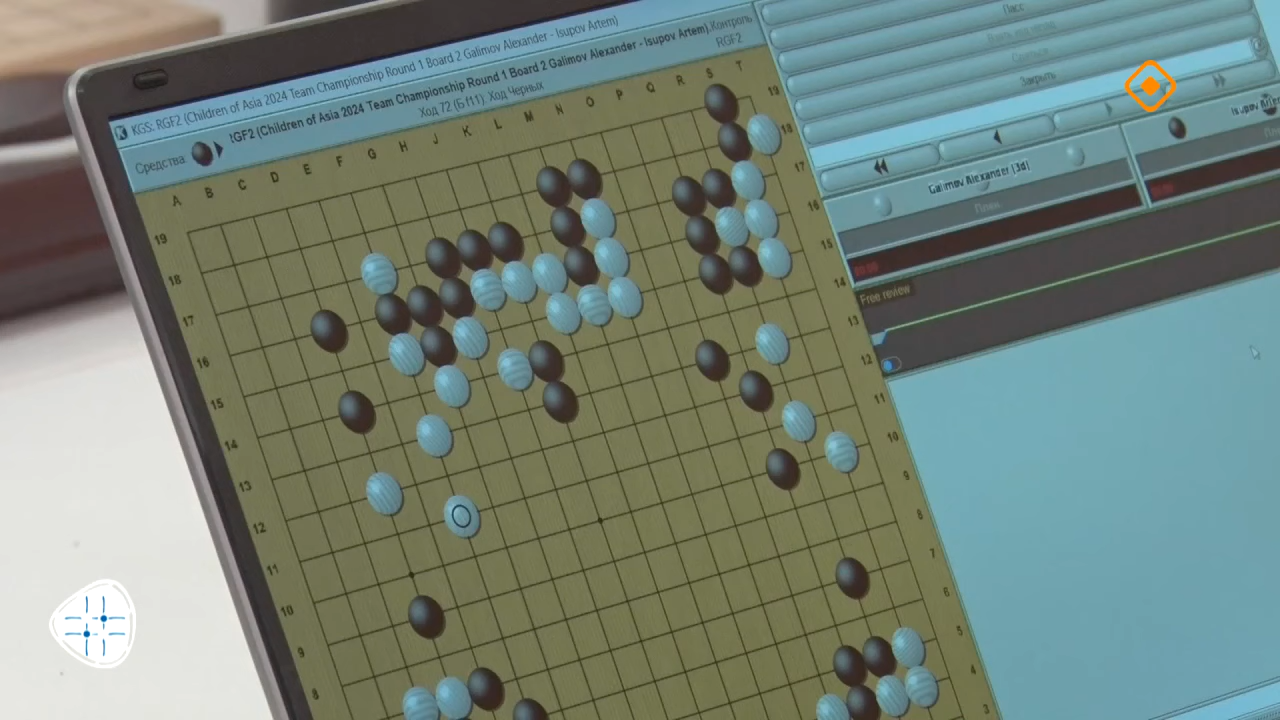 KGS: RGF2 (Children of Asia 2024 Team Championship Round 1 Board 2 Galimov Alexander - Isupov Artem)
!GF2 (Children of Asia 2024 Team Championship Round 1 Board 2 Galimov Alexander - Isupov Artem).Контроль
Средства
Ход 72 (Б f11). Ход Черных
RGF2
Пасс
Закрыть
Galimov Alexander [3d]
Плюх
Free review
A B C D E F G H J K L M N O P Q R S T
19
18
17
16
15
14
13
12
11
10
9
8
19
18
17
16
15
14
13
12
11
10
9
8
7
6
5
4
3